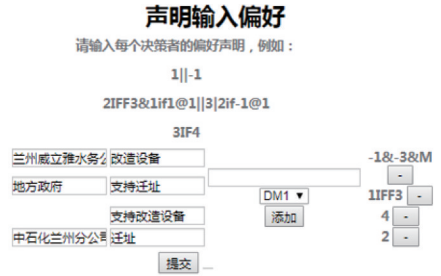 声明输入偏好
请输入每个决策者的偏好声明，例如：
1||-1
2IFF3&1if1@1||3|2if-1@1
3IF4
兰州威立雅水务公 改造设备 -1&-3&M
-
地方政府 支持迁址 DM1 ▼ 1IFF3 -
支持改造设备 添加 4 -
中石化兰州分公司 迁址 2 -
提交